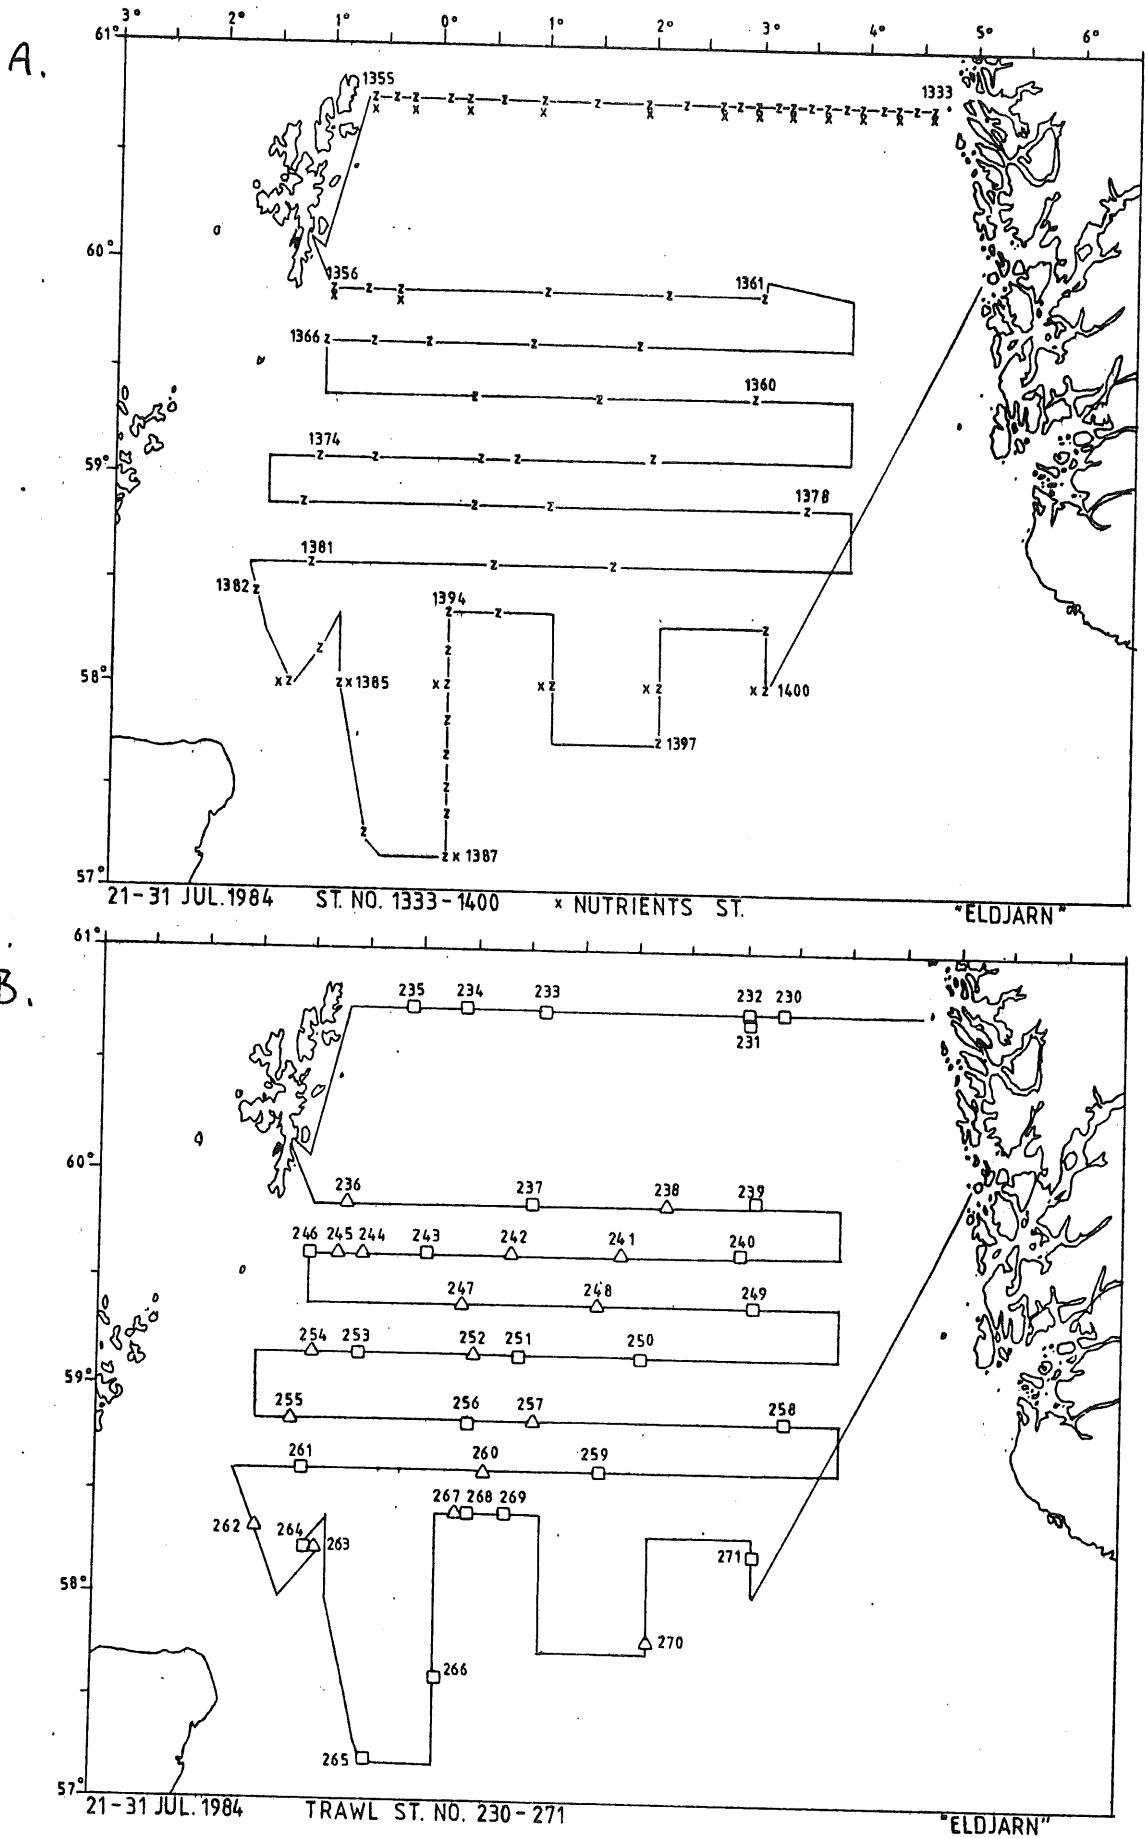 A.
3° 2° 1° 0° 1° 2° 3° 4° 5° 6°
61°
1355 1333
60°
1356 1361
1366
1360
1374
59°
1378
1381
1382
1394
58°
x 1385
1400
1397
x 1387
57°
21-31 JUL.1984 ST. NO. 1333-1400 x NUTRIENTS ST. "ELDJARN"
B.
61°
235 234 233 232 230
231
60°
236 237 238 239
246 245 244 243 242 241 240
247 248 249
254 253 252 251 250
59°
255 256 257 258
261 260 259
267 268 269
262 264 263
271
58°
270
266
265
57°
21-31 JUL.1984 TRAWL ST. NO. 230-271 "ELDJARN"